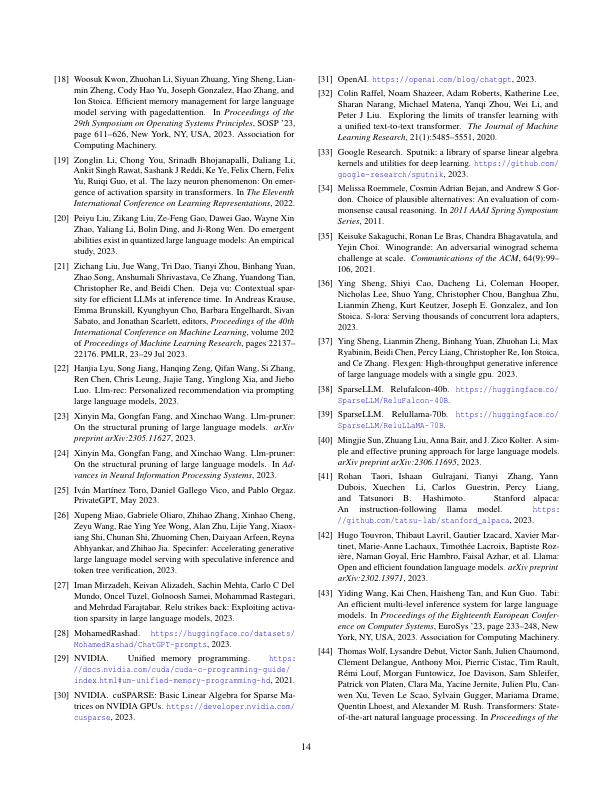 [18] Woosuk Kwon, Zhuohan Li, Siyuan Zhuang, Ying Sheng, Lian-
min Zheng, Cody Hao Yu, Joseph Gonzalez, Hao Zhang, and
Ion Stoica. Efficient memory management for large language
model serving with pagedattention. In Proceedings of the
29th Symposium on Operating Systems Principles, SOSP '23,
page 611–626, New York, NY, USA, 2023. Association for
Computing Machinery.
[19] Zonglin Li, Chong You, Srinadh Bhojanapalli, Daliang Li,
Ankit Singh Rawat, Sashank J Reddi, Ke Ye, Felix Chern, Felix
Yu, Ruiqi Guo, et al. The lazy neuron phenomenon: On emer-
gence of activation sparsity in transformers. In The Eleventh
International Conference on Learning Representations, 2022.
[20] Peiyu Liu, Zikang Liu, Ze-Feng Gao, Dawei Gao, Wayne Xin
Zhao, Yaliang Li, Bolin Ding, and Ji-Rong Wen. Do emergent
abilities exist in quantized large language models: An empirical
study, 2023.
[21] Zichang Liu, Jue Wang, Tri Dao, Tianyi Zhou, Binhang Yuan,
Zhao Song, Anshumali Shrivastava, Ce Zhang, Yuandong Tian,
Christopher Re, and Beidi Chen. Deja vu: Contextual spar-
sity for efficient LLMs at inference time. In Andreas Krause,
Emma Brunskill, Kyunghyun Cho, Barbara Engelhardt, Sivan
Sabato, and Jonathan Scarlett, editors, Proceedings of the 40th
International Conference on Machine Learning, volume 202
of Proceedings of Machine Learning Research, pages 22137–
22176. PMLR, 23–29 Jul 2023.
[22] Hanjia Lyu, Song Jiang, Hanqing Zeng, Qifan Wang, Si Zhang,
Ren Chen, Chris Leung, Jiajie Tang, Yinglong Xia, and Jiebo
Luo. Llm-rec: Personalized recommendation via prompting
large language models, 2023.
[23] Xinyin Ma, Gongfan Fang, and Xinchao Wang. Llm-pruner:
On the structural pruning of large language models. arXiv
preprint arXiv:2305.11627, 2023.
[24] Xinyin Ma, Gongfan Fang, and Xinchao Wang. Llm-pruner:
On the structural pruning of large language models. In Ad-
vances in Neural Information Processing Systems, 2023.
[25] Iván Martínez Toro, Daniel Gallego Vico, and Pablo Orgaz.
PrivateGPT, May 2023.
[26] Xupeng Miao, Gabriele Oliaro, Zhihao Zhang, Xinhao Cheng,
Zeyu Wang, Rae Ying Yee Wong, Alan Zhu, Lijie Yang, Xiaox-
iang Shi, Chunan Shi, Zhuoming Chen, Daiyaan Arfeen, Reyna
Abhyankar, and Zhihao Jia. Specinfer: Accelerating generative
large language model serving with speculative inference and
token tree verification, 2023.
[27] Iman Mirzadeh, Keivan Alizadeh, Sachin Mehta, Carlo C Del
Mundo, Oncel Tuzel, Golnoosh Samei, Mohammad Rastegari,
and Mehrdad Farajtabar. Relu strikes back: Exploiting activa-
tion sparsity in large language models, 2023.
[28] MohamedRashad. https://huggingface.co/datasets/
MohamedRashad/ChatGPT-prompts, 2023.
[29] NVIDIA. Unified memory programming. https:
//docs.nvidia.com/cuda/cuda-c-programming-guide/
index.html#um-unified-memory-programming-hd, 2021.
[30] NVIDIA. cuSPARSE: Basic Linear Algebra for Sparse Ma-
trices on NVIDIA GPUs. https://developer.nvidia.com/
cusparse, 2023.
[31] OpenAI. https://openai.com/blog/chatgpt, 2023.
[32] Colin Raffel, Noam Shazeer, Adam Roberts, Katherine Lee,
Sharan Narang, Michael Matena, Yanqi Zhou, Wei Li, and
Peter J Liu. Exploring the limits of transfer learning with
a unified text-to-text transformer. The Journal of Machine
Learning Research, 21(1):5485–5551, 2020.
[33] Google Research. Sputnik: a library of sparse linear algebra
kernels and utilities for deep learning. https://github.com/
google-research/sputnik, 2023.
[34] Melissa Roemmele, Cosmin Adrian Bejan, and Andrew S Gor-
don. Choice of plausible alternatives: An evaluation of com-
monsense causal reasoning. In 2011 AAAI Spring Symposium
Series, 2011.
[35] Keisuke Sakaguchi, Ronan Le Bras, Chandra Bhagavatula, and
Yejin Choi. Winogrande: An adversarial winograd schema
challenge at scale. Communications of the ACM, 64(9):99–
106, 2021.
[36] Ying Sheng, Shiyi Cao, Dacheng Li, Coleman Hooper,
Nicholas Lee, Shuo Yang, Christopher Chou, Banghua Zhu,
Lianmin Zheng, Kurt Keutzer, Joseph E. Gonzalez, and Ion
Stoica. S-lora: Serving thousands of concurrent lora adapters,
2023.
[37] Ying Sheng, Lianmin Zheng, Binhang Yuan, Zhuohan Li, Max
Ryabinin, Beidi Chen, Percy Liang, Christopher Re, Ion Stoica,
and Ce Zhang. Flexgen: High-throughput generative inference
of large language models with a single gpu. 2023.
[38] SparseLLM. Relufalcon-40b. https://huggingface.co/
SparseLLM/ReluFalcon-40B.
[39] SparseLLM. Relullama-70b. https://huggingface.co/
SparseLLM/ReluLLaMA-70B.
[40] Mingjie Sun, Zhuang Liu, Anna Bair, and J. Zico Kolter. A sim-
ple and effective pruning approach for large language models.
arXiv preprint arXiv:2306.11695, 2023.
[41] Rohan Taori, Ishaan Gulrajani, Tianyi Zhang, Yann
Dubois, Xuechen Li, Carlos Guestrin, Percy Liang,
and Tatsunori B. Hashimoto. Stanford alpaca:
An instruction-following llama model. https:
//github.com/tatsu-lab/stanford_alpaca, 2023.
[42] Hugo Touvron, Thibaut Lavril, Gautier Izacard, Xavier Mar-
tinet, Marie-Anne Lachaux, Timothée Lacroix, Baptiste Roz-
ière, Naman Goyal, Eric Hambro, Faisal Azhar, et al. Llama:
Open and efficient foundation language models. arXiv preprint
arXiv:2302.13971, 2023.
[43] Yiding Wang, Kai Chen, Haisheng Tan, and Kun Guo. Tabi:
An efficient multi-level inference system for large language
models. In Proceedings of the Eighteenth European Confer-
ence on Computer Systems, EuroSys '23, page 233–248, New
York, NY, USA, 2023. Association for Computing Machinery.
[44] Thomas Wolf, Lysandre Debut, Victor Sanh, Julien Chaumond,
Clement Delangue, Anthony Moi, Pierric Cistac, Tim Rault,
Rémi Louf, Morgan Funtowicz, Joe Davison, Sam Shleifer,
Patrick von Platen, Clara Ma, Yacine Jernite, Julien Plu, Can-
wen Xu, Teven Le Scao, Sylvain Gugger, Mariama Drame,
Quentin Lhoest, and Alexander M. Rush. Transformers: State-
of-the-art natural language processing. In Proceedings of the
14